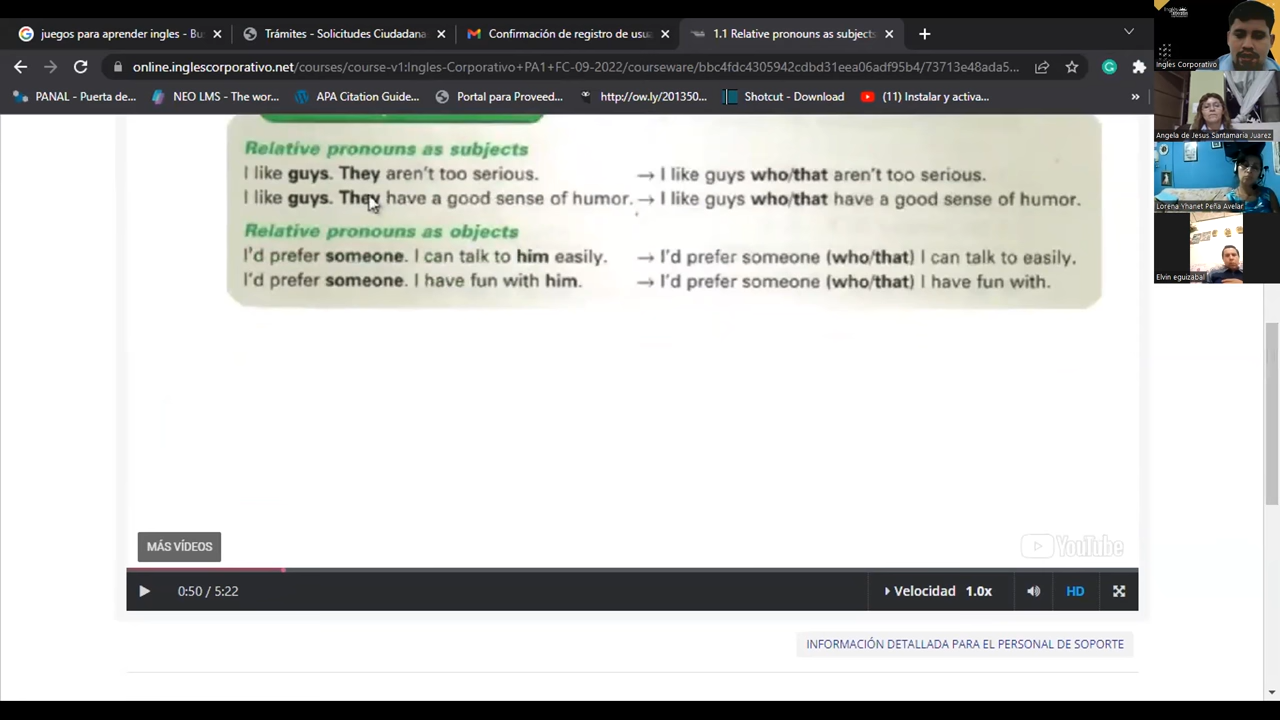 juegos para aprender ingles - Bu
Trámites - Solicitudes Ciudadana
Confirmación de registro de usu
1.1 Relative pronouns as subjects
online.inglescorporativo.net/courses/course-v1:Ingles-Corporativo+PA1+FC-09-2022/courseware/bbc4fdc4305942cdbd31eea06adf95b4/73713e48ada5...
PANAL - Puerta de...
NEO LMS - The wor...
APA Citation Guide...
Portal para Proveed...
http://ow.ly/201350...
Shotcut - Download
(11) Instalar y activa...
»
Relative pronouns as subjects
I like guys. They aren't too serious. → I like guys who/that aren't too serious.
I like guys. They have a good sense of humor. → I like guys who/that have a good sense of humor.
Relative pronouns as objects
I'd prefer someone. I can talk to him easily. → I'd prefer someone (who/that) I can talk to easily.
I'd prefer someone. I have fun with him. → I'd prefer someone (who/that) I have fun with.
MÁS VÍDEOS
YouTube
0:50 / 5:22
Velocidad 1.0x
HD
INFORMACIÓN DETALLADA PARA EL PERSONAL DE SOPORTE
Ingles Corporativo
Angela de Jesus Santamaria Juarez
Lorena Yhanet Peña Avelar
Elvin eguizabal